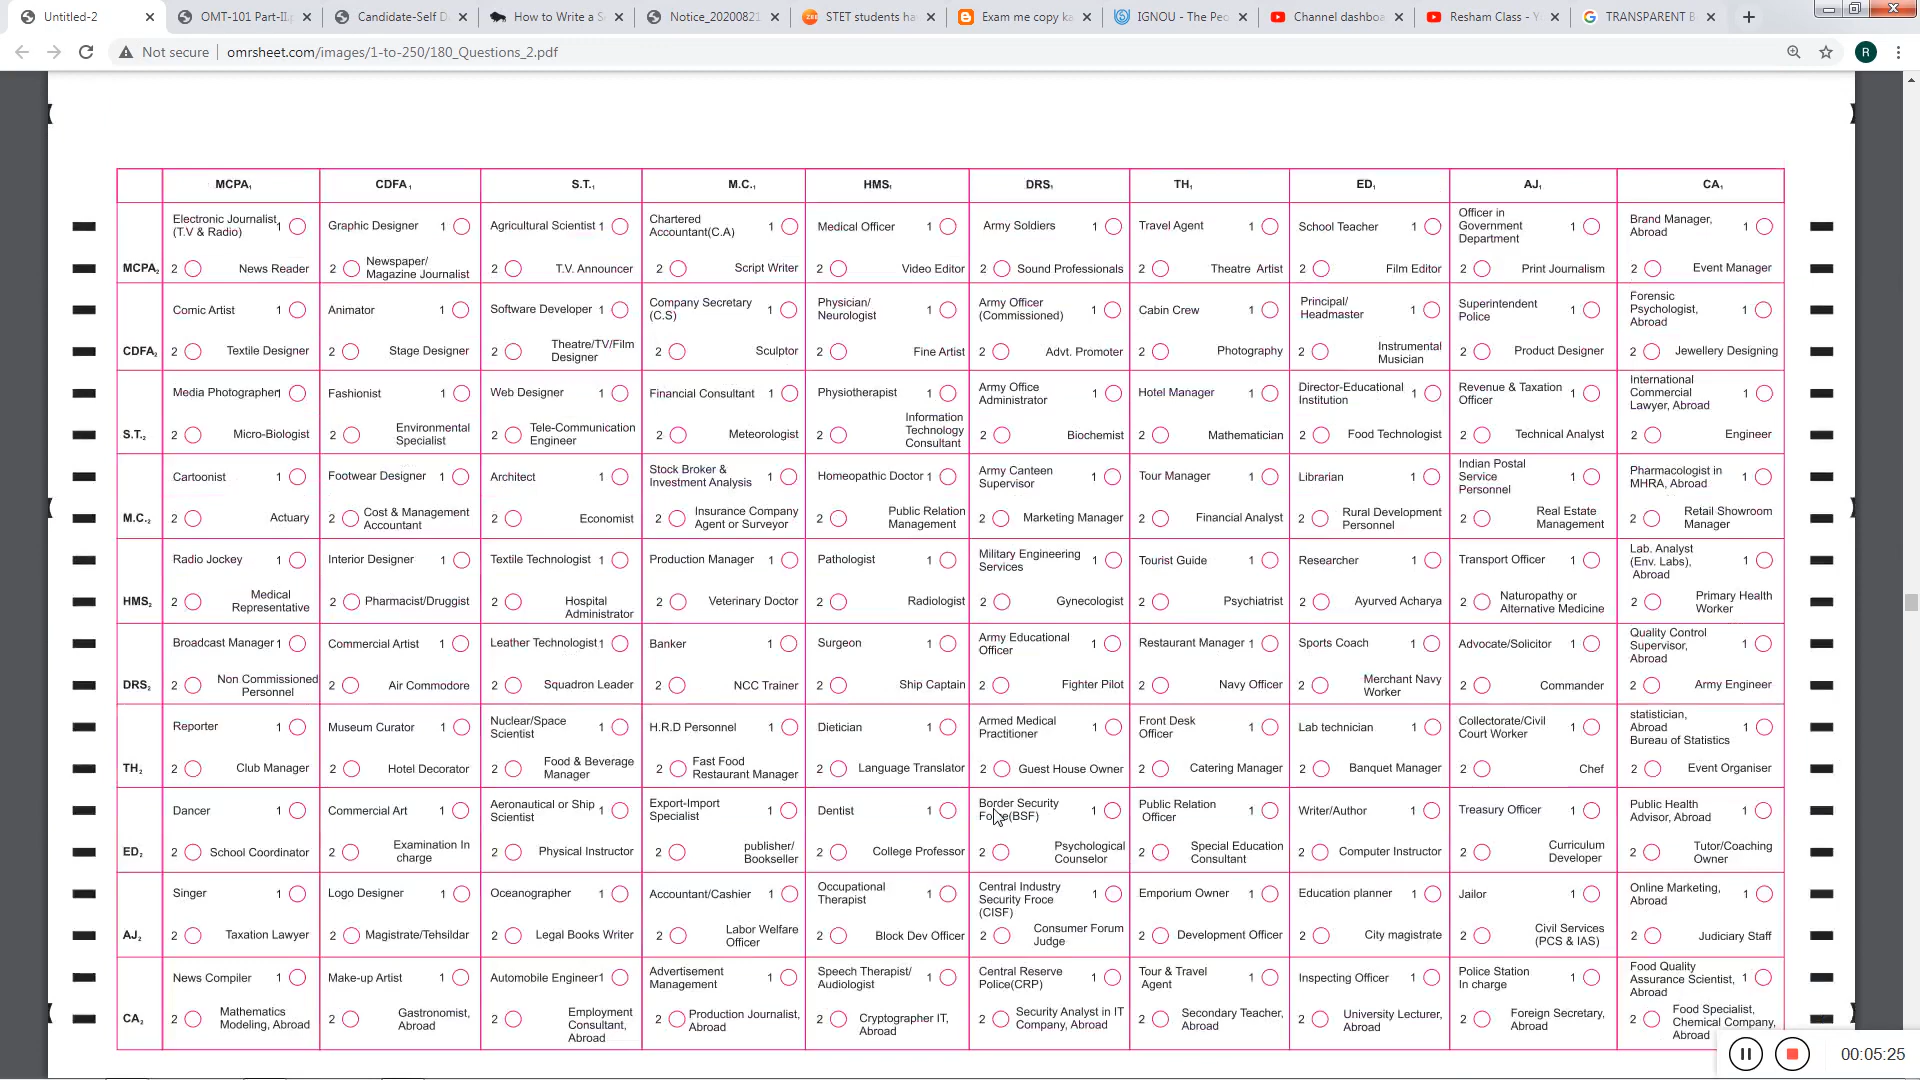 Untitled-2
OMT-101 Part-II.p
Candidate-Self D
How to Write a S
Notice_20200821
STET students ha
Exam me copy ka
IGNOU - The Peo
Channel dashboa
Resham Class - Y
TRANSPARENT B
Not secure
omrsheet.com/images/1-to-250/180_Questions_2.pdf
R
MCPA1 CDFA1 S.T.1 M.C.1 HMS1 DRS1 TH1 ED1 AJ1 CA1
MCPA2
Electronic Journalist 1
(T.V & Radio)
2 News Reader
Graphic Designer 1
2 Newspaper/
Magazine Journalist
Agricultural Scientist 1
2 T.V. Announcer
Chartered
Accountant(C.A) 1
2 Script Writer
Medical Officer 1
2 Video Editor
Army Soldiers 1
2 Sound Professionals
Travel Agent 1
2 Theatre Artist
School Teacher 1
2 Film Editor
Officer in
Government 1
Department
2 Print Journalism
Brand Manager,
Abroad 1
2 Event Manager
CDFA2
Comic Artist 1
2 Textile Designer
Animator 1
2 Stage Designer
Software Developer 1
2 Theatre/TV/Film
Designer
Company Secretary
(C.S) 1
2 Sculptor
Physician/
Neurologist 1
2 Fine Artist
Army Officer
(Commissioned) 1
2 Advt. Promoter
Cabin Crew 1
2 Photography
Principal/
Headmaster 1
2 Instrumental
Musician
Superintendent
Police 1
2 Product Designer
Forensic
Psychologist, 1
Abroad
2 Jewellery Designing
S.T.2
Media Photographer 1
2 Micro-Biologist
Fashionist 1
2 Environmental
Specialist
Web Designer 1
2 Tele-Communication
Engineer
Financial Consultant 1
2 Meteorologist
Physiotherapist 1
2 Information
Technology
Consultant
Army Office
Administrator 1
2 Biochemist
Hotel Manager 1
2 Mathematician
Director-Educational
Institution 1
2 Food Technologist
Revenue & Taxation
Officer 1
2 Technical Analyst
International
Commercial 1
Lawyer, Abroad
2 Engineer
M.C.2
Cartoonist 1
2 Actuary
Footwear Designer 1
2 Cost & Management
Accountant
Architect 1
2 Economist
Stock Broker &
Investment Analysis 1
2 Insurance Company
Agent or Surveyor
Homeopathic Doctor 1
2 Public Relation
Management
Army Canteen
Supervisor 1
2 Marketing Manager
Tour Manager 1
2 Financial Analyst
Librarian 1
2 Rural Development
Personnel
Indian Postal
Service 1
Personnel
2 Real Estate
Management
Pharmacologist in
MHRA, Abroad 1
2 Retail Showroom
Manager
HMS2
Radio Jockey 1
2 Medical
Representative
Interior Designer 1
2 Pharmacist/Druggist
Textile Technologist 1
2 Hospital
Administrator
Production Manager 1
2 Veterinary Doctor
Pathologist 1
2 Radiologist
Military Engineering
Services 1
2 Gynecologist
Tourist Guide 1
2 Psychiatrist
Researcher 1
2 Ayurved Acharya
Transport Officer 1
2 Naturopathy or
Alternative Medicine
Lab. Analyst
(Env. Labs), 1
Abroad
2 Primary Health
Worker
DRS2
Broadcast Manager 1
2 Non Commissioned
Personnel
Commercial Artist 1
2 Air Commodore
Leather Technologist 1
2 Squadron Leader
Banker 1
2 NCC Trainer
Surgeon 1
2 Ship Captain
Army Educational
Officer 1
2 Fighter Pilot
Restaurant Manager 1
2 Navy Officer
Sports Coach 1
2 Merchant Navy
Worker
Advocate/Solicitor 1
2 Commander
Quality Control
Supervisor, 1
Abroad
2 Army Engineer
TH2
Reporter 1
2 Club Manager
Museum Curator 1
2 Hotel Decorator
Nuclear/Space
Scientist 1
2 Food & Beverage
Manager
H.R.D Personnel 1
2 Fast Food
Restaurant Manager
Dietician 1
2 Language Translator
Armed Medical
Practitioner 1
2 Guest House Owner
Front Desk
Officer 1
2 Catering Manager
Lab technician 1
2 Banquet Manager
Collectorate/Civil
Court Worker 1
2 Chef
statistician,
Abroad 1
Bureau of Statistics
2 Event Organiser
ED2
Dancer 1
2 School Coordinator
Commercial Art 1
2 Examination In
charge
Aeronautical or Ship
Scientist 1
2 Physical Instructor
Export-Import
Specialist 1
2 publisher/
Bookseller
Dentist 1
2 College Professor
Border Security
Force(BSF) 1
2 Psychological
Counselor
Public Relation
Officer 1
2 Special Education
Consultant
Writer/Author 1
2 Computer Instructor
Treasury Officer 1
2 Curriculum
Developer
Public Health
Advisor, Abroad 1
2 Tutor/Coaching
Owner
AJ2
Singer 1
2 Taxation Lawyer
Logo Designer 1
2 Magistrate/Tehsildar
Oceanographer 1
2 Legal Books Writer
Accountant/Cashier 1
2 Labor Welfare
Officer
Occupational
Therapist 1
2 Block Dev Officer
Central Industry
Security Froce 1
(CISF)
2 Consumer Forum
Judge
Emporium Owner 1
2 Development Officer
Education planner 1
2 City magistrate
Jailor 1
2 Civil Services
(PCS & IAS)
Online Marketing,
Abroad 1
2 Judiciary Staff
CA2
News Compiler 1
2 Mathematics
Modeling, Abroad
Make-up Artist 1
2 Gastronomist,
Abroad
Automobile Engineer 1
2 Employment
Consultant,
Abroad
Advertisement
Management 1
2 Production Journalist,
Abroad
Speech Therapist/
Audiologist 1
2 Cryptographer IT,
Abroad
Central Reserve
Police(CRP) 1
2 Security Analyst in IT
Company, Abroad
Tour & Travel
Agent 1
2 Secondary Teacher,
Abroad
Inspecting Officer 1
2 University Lecturer,
Abroad
Police Station
In charge 1
2 Foreign Secretary,
Abroad
Food Quality
Assurance Scientist, 1
Abroad
2 Food Specialist,
Chemical Company,
Abroad
00:05:25